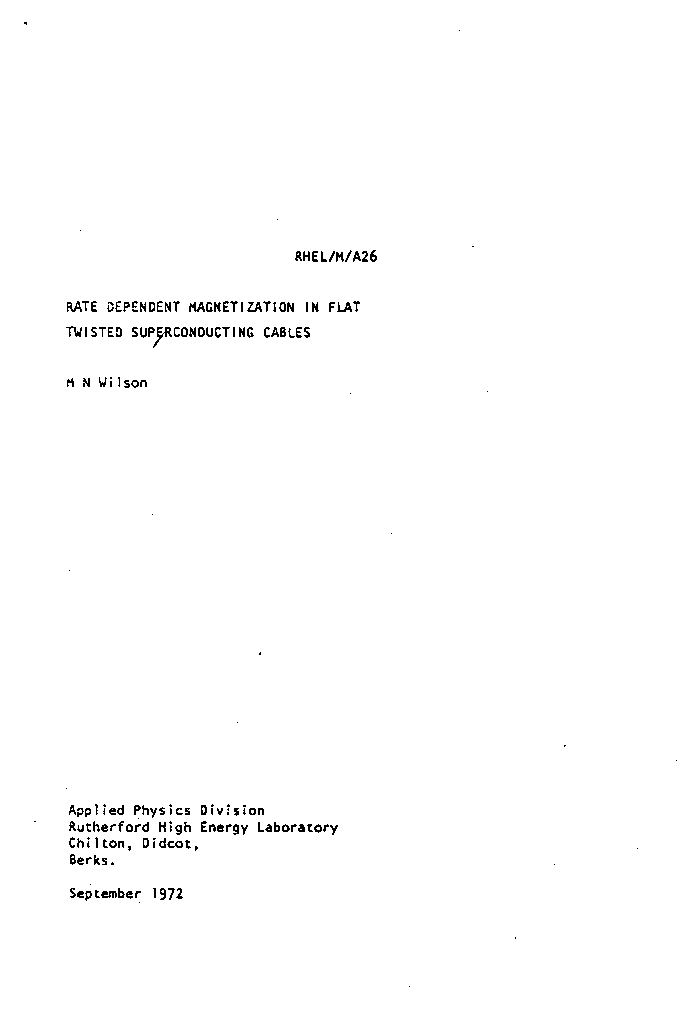 RHEL/M/A26
RATE DEPENDENT MAGNETIZATION IN FLAT
TWISTED SUPERCONDUCTING CABLES
M N Wilson
Applied Physics Division
Rutherford High Energy Laboratory
Chilton, Didcot,
Berks.
September 1972